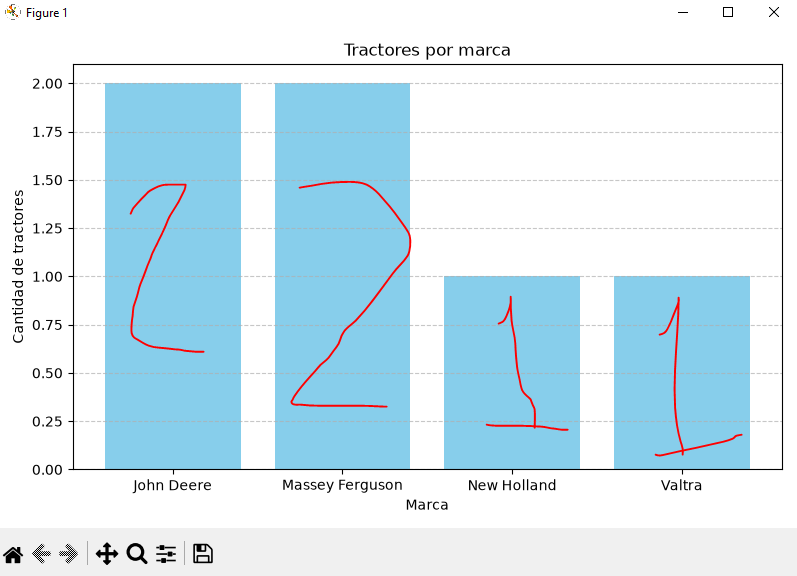 Figure 1
Tractores por marca
2.00
1.75
1.50
1.25
1.00
0.75
0.50
0.25
0.00
Cantidad de tractores
2 2 1 1
John Deere Massey Ferguson New Holland Valtra
Marca